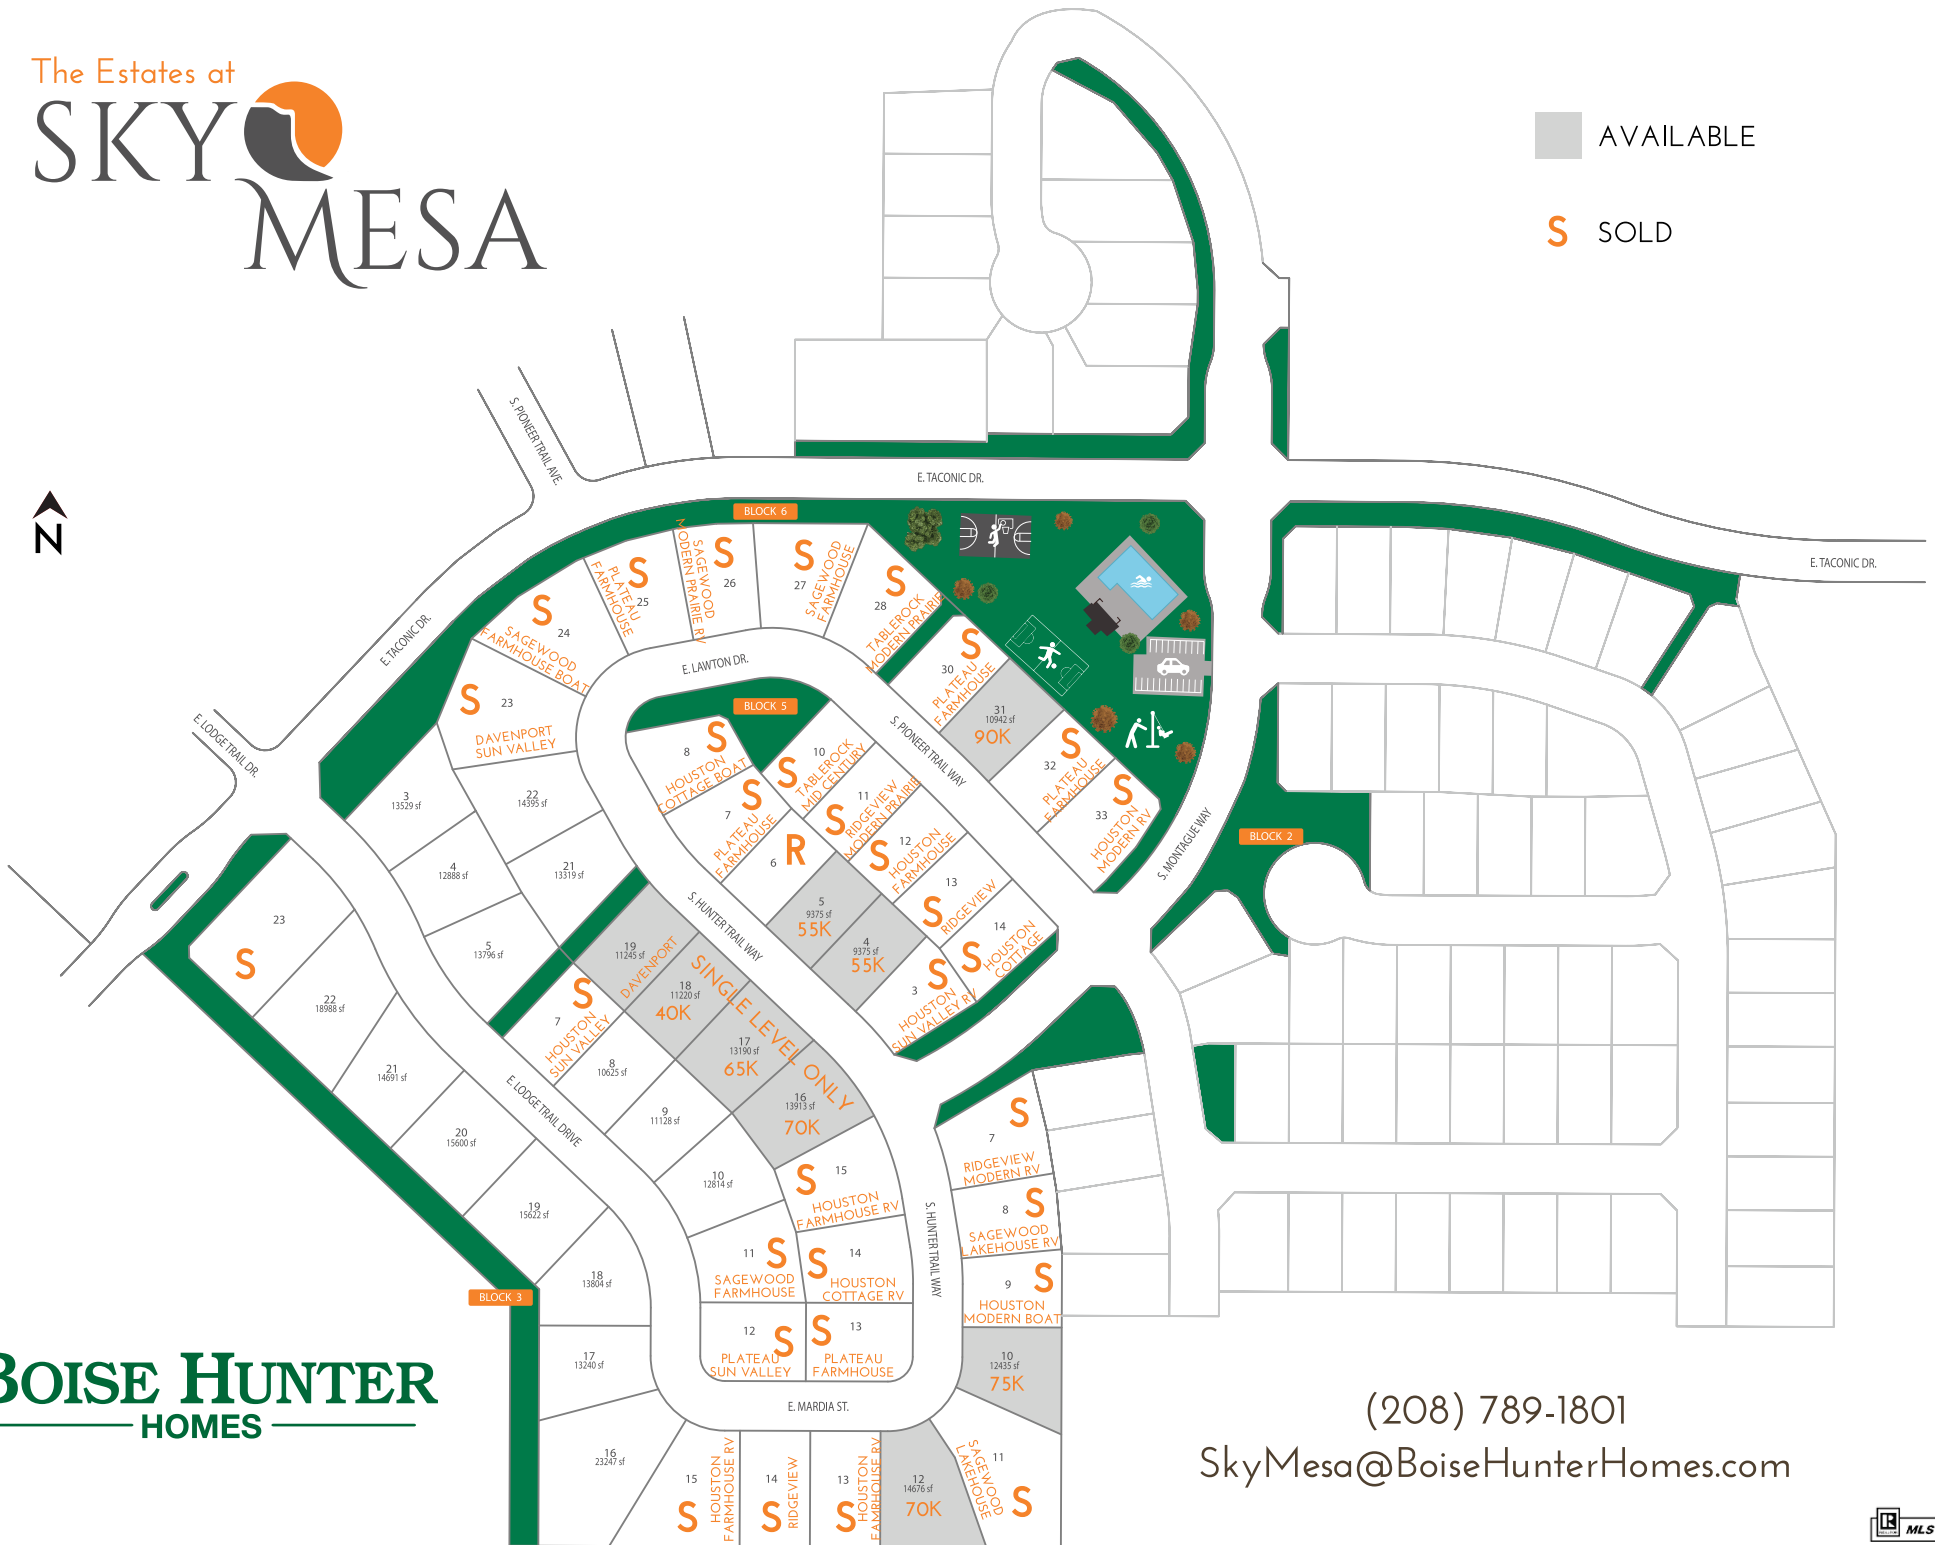 The Estates at
SKY
MESA
AVAILABLE
S SOLD
N
S. PIONEER TRAIL AVE.
E. TACONIC DR.
E. TACONIC DR.
E. TACONIC DR.
E. LODGE TRAIL DR.
BLOCK 6
S
23
DAVENPORT
SUN VALLEY
S
24
SAGEWOOD
FARMHOUSE BOAT
S
25
PLATEAU
FARMHOUSE
S
26
SAGEWOOD
MODERN PRAIRIE RV
S
27
SAGEWOOD
FARMHOUSE
S
28
TABLEROCK
MODERN PRAIRIE
S
30
PLATEAU
FARMHOUSE
31
10942 sf
90K
S
32
PLATEAU
FARMHOUSE
S
33
HOUSTON
MODERN RV
E. LAWTON DR.
S. PIONEER TRAIL WAY
S. MONTAGUE WAY
BLOCK 2
BLOCK 5
8
S
HOUSTON
COTTAGE BOAT
7
S
PLATEAU
FARMHOUSE
6
R
5
9375 sf
55K
4
9375 sf
55K
3
S
HOUSTON
SUN VALLEY RV
10
S
TABLEROCK
MID CENTURY
11
S
RIDGEVIEW
MODERN PRAIRIE
12
S
HOUSTON
FARMHOUSE
13
S
RIDGEVIEW
14
S
HOUSTON
COTTAGE
S. HUNTER TRAIL WAY
3
13529 sf
22
14395 sf
4
12888 sf
21
13319 sf
5
13796 sf
19
11245 sf
DAVENPORT
SINGLE LEVEL ONLY
18
11220 sf
40K
17
13190 sf
65K
16
13913 sf
70K
7
S
HOUSTON
SUN VALLEY
8
10625 sf
9
11128 sf
10
12814 sf
15
S
HOUSTON
FARMHOUSE RV
11
S
SAGEWOOD
FARMHOUSE
14
S
HOUSTON
COTTAGE RV
12
S
PLATEAU
SUN VALLEY
13
S
PLATEAU
FARMHOUSE
E. LODGE TRAIL DRIVE
S. HUNTER TRAIL WAY
E. MARDIA ST.
23
S
22
18988 sf
21
14691 sf
20
15600 sf
19
15622 sf
18
13804 sf
BLOCK 3
17
13240 sf
16
23247 sf
15
S
HOUSTON
FARMHOUSE RV
14
S
RIDGEVIEW
13
S
HOUSTON
FAMRHOUSE RV
12
14676 sf
70K
11
S
SAGEWOOD
LAKEHOUSE
10
12435 sf
75K
9
S
HOUSTON
MODERN BOAT
8
S
SAGEWOOD
LAKEHOUSE RV
7
S
RIDGEVIEW
MODERN RV
BOISE HUNTER
HOMES
(208) 789-1801
SkyMesa@BoiseHunterHomes.com
MLS